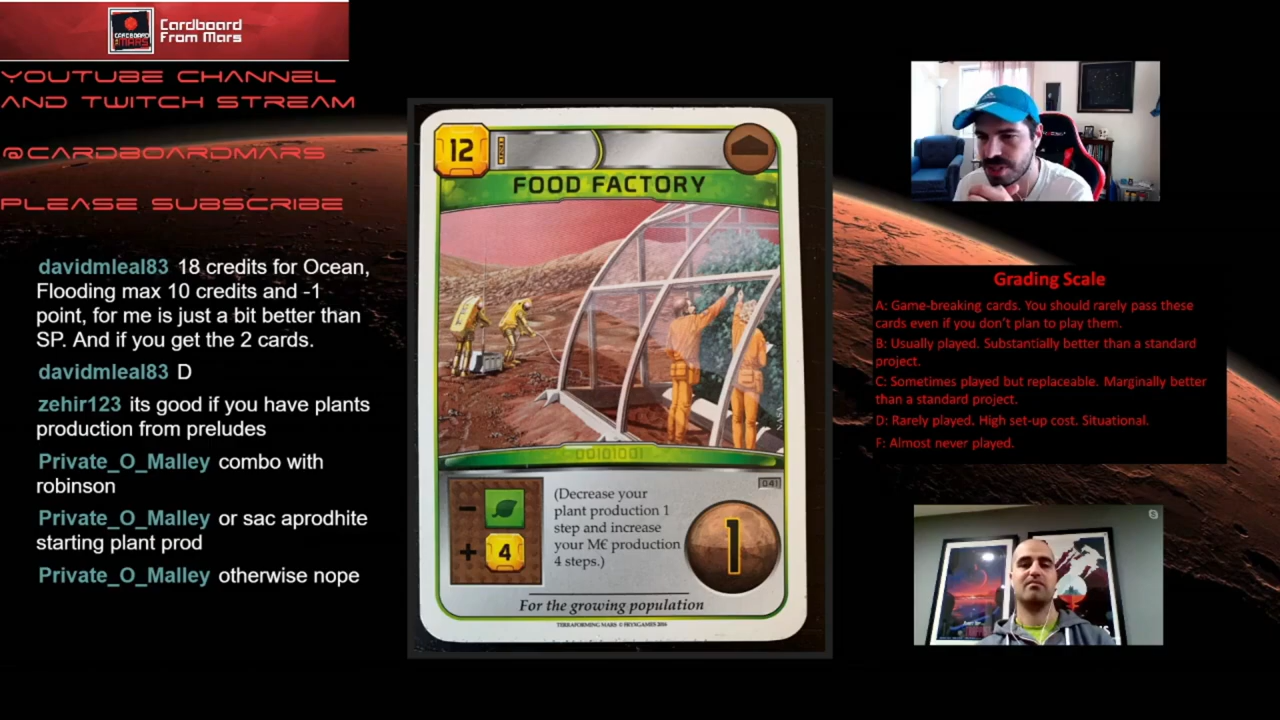 Cardboard
From Mars
YOUTUBE CHANNEL
AND TWITCH STREAM
@CARDBOARDMARS
PLEASE SUBSCRIBE
davidmleal83 18 credits for Ocean,
Flooding max 10 credits and -1
point, for me is just a bit better than
SP. And if you get the 2 cards.
davidmleal83 D
zehir123 its good if you have plants
production from preludes
Private_O_Malley combo with
robinson
Private_O_Malley or sac aprodhite
starting plant prod
Private_O_Malley otherwise nope
12
FOOD FACTORY
NASA
00101001
041
- 
+ 4
(Decrease your
plant production 1
step and increase
your M€ production
4 steps.)
1
For the growing population
TERRAFORMING MARS © FRYXGAMES 2016
Grading Scale
A: Game-breaking cards. You should rarely pass these
cards even if you don't plan to play them.
B: Usually played. Substantially better than a standard
project.
C: Sometimes played but replaceable. Marginally better
than a standard project.
D: Rarely played. High set-up cost. Situational.
F: Almost never played.